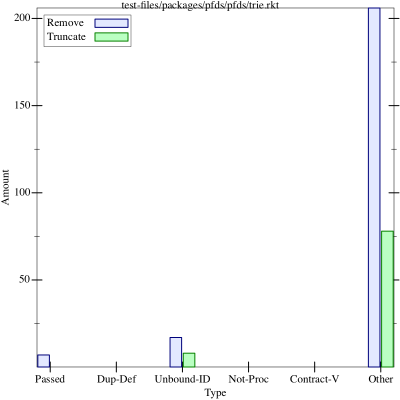 test-files/packages/pfds/pfds/trie.rkt
Remove
Truncate
200
150
100
50
Amount
Passed Dup-Def Unbound-ID Not-Proc Contract-V Other
Type